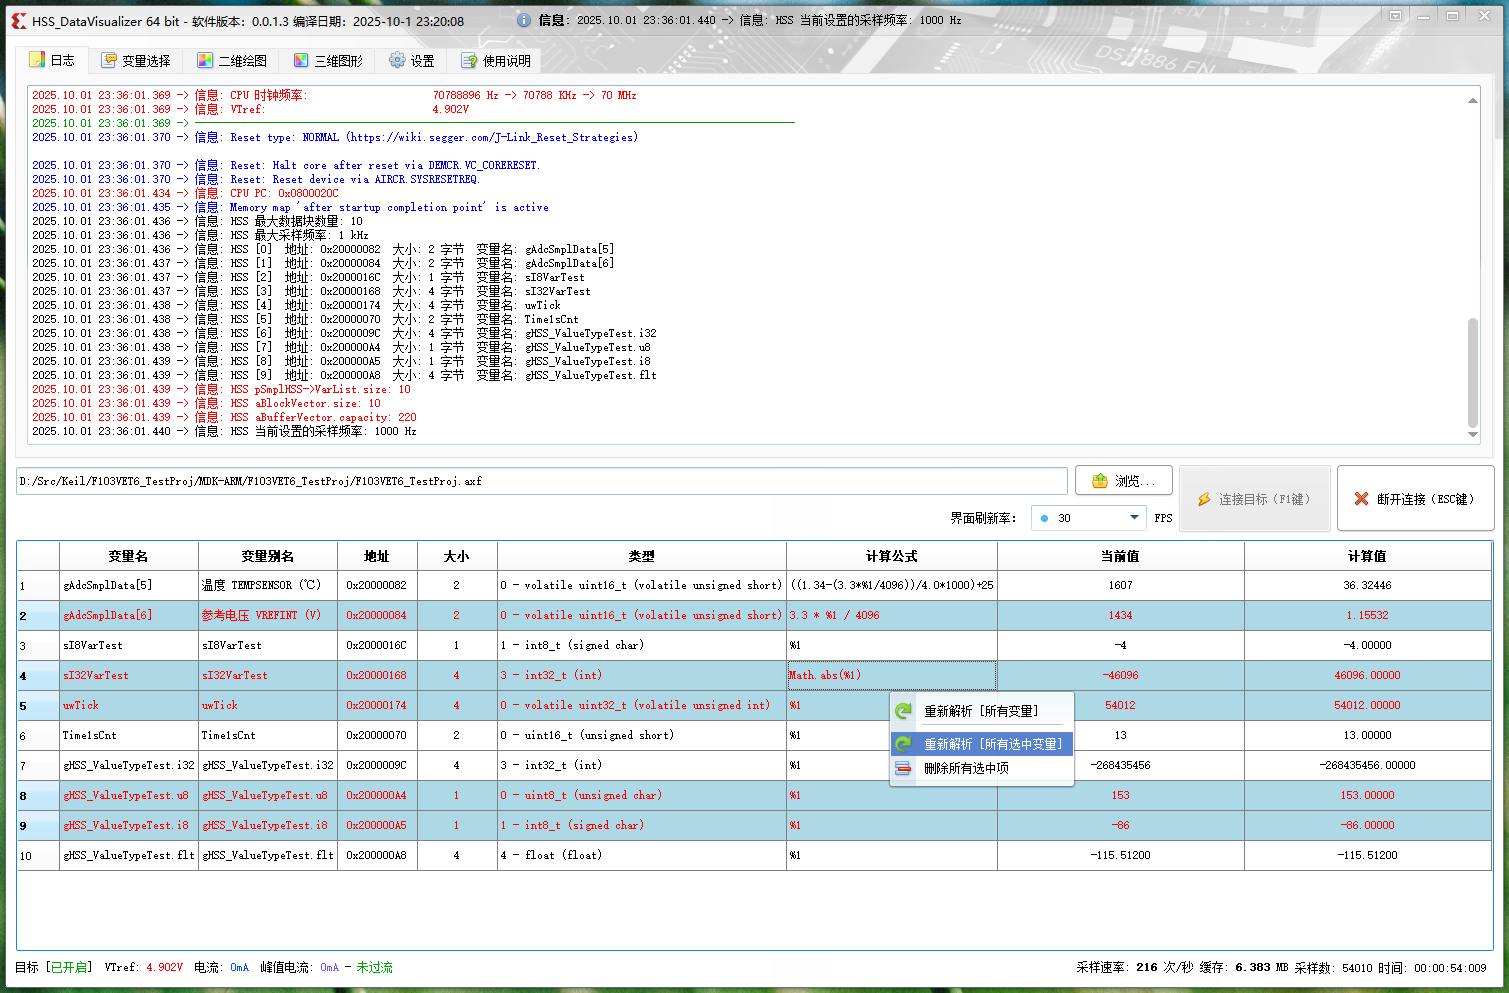 HSS_DataVisualizer 64 bit - 软件版本: 0.0.1.3 编译日期: 2025-10-1 23:20:08
信息: 2025.10.01 23:36:01.440 -> 信息: HSS 当前设置的采样频率: 1000 Hz
日志 变量选择 二维绘图 三维图形 设置 使用说明
2025.10.01 23:36:01.369 -> 信息: CPU 时钟频率: 70788896 Hz -> 70788 KHz -> 70 MHz
2025.10.01 23:36:01.369 -> 信息: VTref: 4.902V
2025.10.01 23:36:01.369 ->
2025.10.01 23:36:01.370 -> 信息: Reset type: NORMAL (https://wiki.segger.com/J-Link_Reset_Strategies)
2025.10.01 23:36:01.370 -> 信息: Reset: Halt core after reset via DEMCR.VC_CORERESET.
2025.10.01 23:36:01.370 -> 信息: Reset: Reset device via AIRCR.SYSRESETREQ.
2025.10.01 23:36:01.434 -> 信息: CPU PC: 0x0800020C
2025.10.01 23:36:01.435 -> 信息: Memory map 'after startup completion point' is active
2025.10.01 23:36:01.436 -> 信息: HSS 最大数据块数量: 10
2025.10.01 23:36:01.436 -> 信息: HSS 最大采样频率: 1 kHz
2025.10.01 23:36:01.436 -> 信息: HSS [0] 地址: 0x20000082 大小: 2 字节 变量名: gAdcSmplData[5]
2025.10.01 23:36:01.437 -> 信息: HSS [1] 地址: 0x20000084 大小: 2 字节 变量名: gAdcSmplData[6]
2025.10.01 23:36:01.437 -> 信息: HSS [2] 地址: 0x2000016C 大小: 1 字节 变量名: sI8VarTest
2025.10.01 23:36:01.437 -> 信息: HSS [3] 地址: 0x20000168 大小: 4 字节 变量名: sI32VarTest
2025.10.01 23:36:01.438 -> 信息: HSS [4] 地址: 0x20000174 大小: 4 字节 变量名: uwTick
2025.10.01 23:36:01.438 -> 信息: HSS [5] 地址: 0x20000070 大小: 2 字节 变量名: Time1sCnt
2025.10.01 23:36:01.438 -> 信息: HSS [6] 地址: 0x2000009C 大小: 4 字节 变量名: gHSS_ValueTypeTest.i32
2025.10.01 23:36:01.438 -> 信息: HSS [7] 地址: 0x200000A4 大小: 1 字节 变量名: gHSS_ValueTypeTest.u8
2025.10.01 23:36:01.439 -> 信息: HSS [8] 地址: 0x200000A5 大小: 1 字节 变量名: gHSS_ValueTypeTest.i8
2025.10.01 23:36:01.439 -> 信息: HSS [9] 地址: 0x200000A8 大小: 4 字节 变量名: gHSS_ValueTypeTest.flt
2025.10.01 23:36:01.439 -> 信息: HSS pSmplHSS->VarList.size: 10
2025.10.01 23:36:01.439 -> 信息: HSS aBlockVector.size: 10
2025.10.01 23:36:01.439 -> 信息: HSS aBufferVector.capacity: 220
2025.10.01 23:36:01.440 -> 信息: HSS 当前设置的采样频率: 1000 Hz
D:/Src/Keil/F103VET6_TestProj/MDK-ARM/F103VET6_TestProj/F103VET6_TestProj.axf
浏览... 连接目标(F1键) 断开连接(ESC键)
界面刷新率: 30 FPS
变量名 变量别名 地址 大小 类型 计算公式 当前值 计算值
1 gAdcSmplData[5] 温度 TEMPSENSOR (℃) 0x20000082 2 0 - volatile uint16_t (volatile unsigned short) ((1.34-(3.3*%1/4096))/4.0*1000)+25 1607 36.32446
2 gAdcSmplData[6] 参考电压 VREFINT (V) 0x20000084 2 0 - volatile uint16_t (volatile unsigned short) 3.3 * %1 / 4096 1434 1.15532
3 sI8VarTest sI8VarTest 0x2000016C 1 1 - int8_t (signed char) %1 -4 -4.00000
4 sI32VarTest sI32VarTest 0x20000168 4 3 - int32_t (int) Math.abs(%1) -46096 46096.00000
5 uwTick uwTick 0x20000174 4 0 - volatile uint32_t (volatile unsigned int) %1 54012 54012.00000
6 Time1sCnt Time1sCnt 0x20000070 2 0 - uint16_t (unsigned short) %1 13 13.00000
7 gHSS_ValueTypeTest.i32 gHSS_ValueTypeTest.i32 0x2000009C 4 3 - int32_t (int) %1 -268435456 -268435456.00000
8 gHSS_ValueTypeTest.u8 gHSS_ValueTypeTest.u8 0x200000A4 1 0 - uint8_t (unsigned char) %1 153 153.00000
9 gHSS_ValueTypeTest.i8 gHSS_ValueTypeTest.i8 0x200000A5 1 1 - int8_t (signed char) %1 -86 -86.00000
10 gHSS_ValueTypeTest.flt gHSS_ValueTypeTest.flt 0x200000A8 4 4 - float (float) %1 -115.51200 -115.51200
重新解析 [所有变量]
重新解析 [所有选中变量]
删除所有选中项
目标 [已开启] VTref: 4.902V 电流: 0mA 峰值电流: 0mA - 未过流 采样速率: 216 次/秒 缓存: 6.383 MB 采样数: 54010 时间: 00:00:54:009